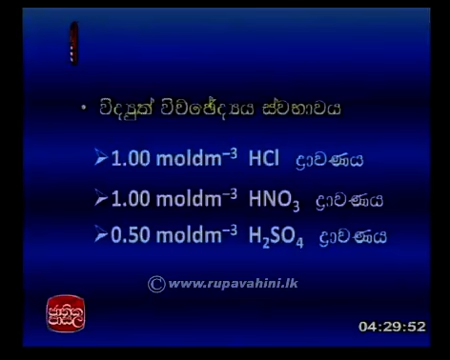 • විද්‍යුත් විච්ඡේද්‍යය ස්වභාවය
➢1.00 moldm⁻³ HCl ද්‍රාවණය
➢1.00 moldm⁻³ HNO₃ ද්‍රාවණය
➢0.50 moldm⁻³ H₂SO₄ ද්‍රාවණය
© www.rupavahini.lk
04:29:52